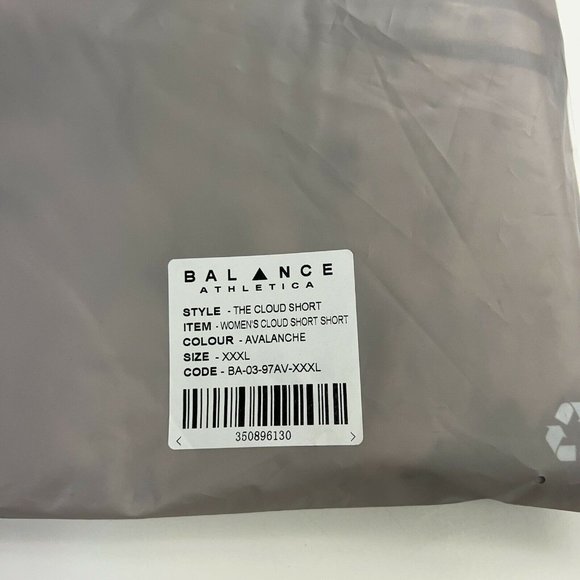 BAL▲NCE
ATHLETICA
STYLE - THE CLOUD SHORT
ITEM - WOMEN'S CLOUD SHORT SHORT
COLOUR - AVALANCHE
SIZE - XXXL
CODE - BA-03-97AV-XXXL
350896130